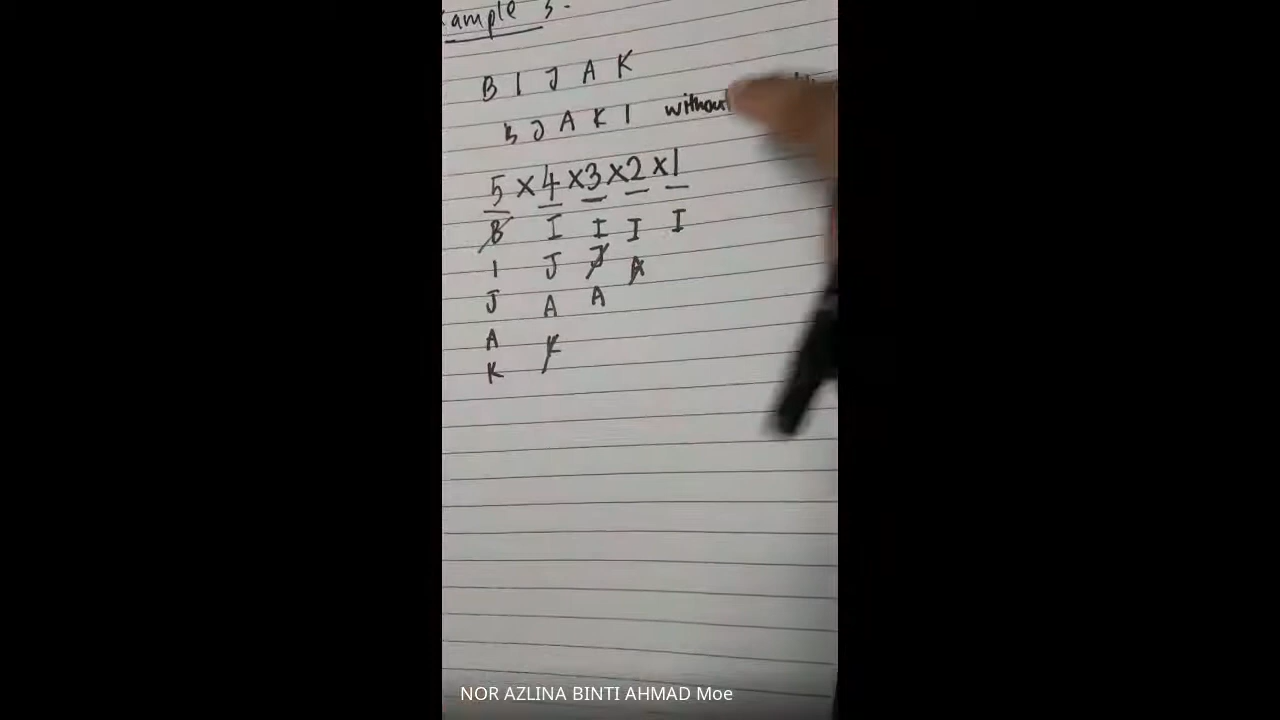 ample 3.
B I J A K
B J A K I without
5 x 4 x 3 x 2 x 1
B I I I I
I J J A
J A A
A K
K
NOR AZLINA BINTI AHMAD Moe